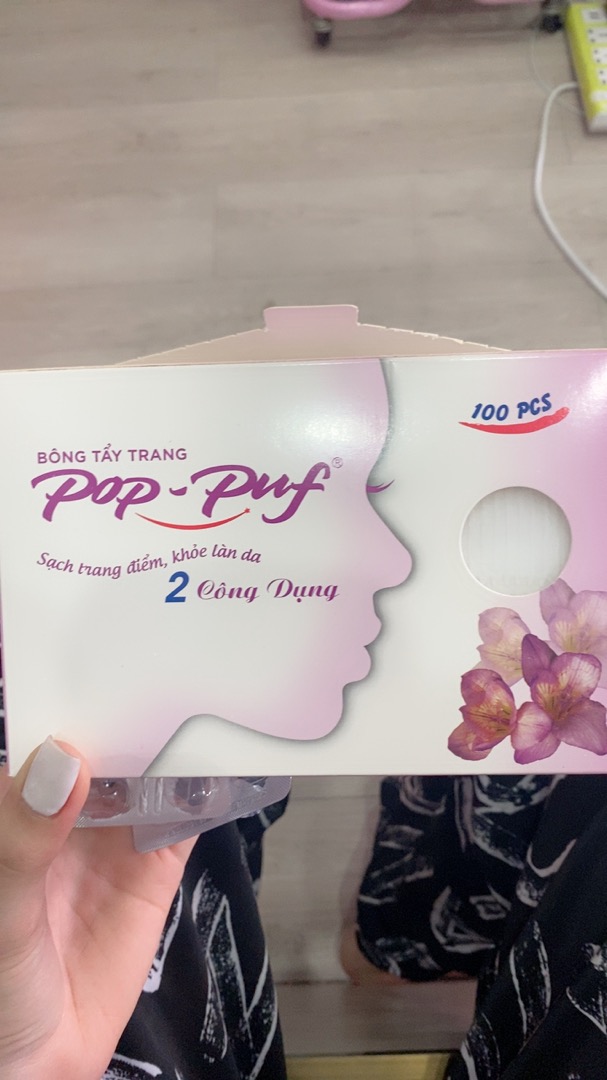 BÔNG TẨY TRANG
Pop-Puf®
Sạch trang điểm, khỏe làn da
2 Công Dụng
100 PCS